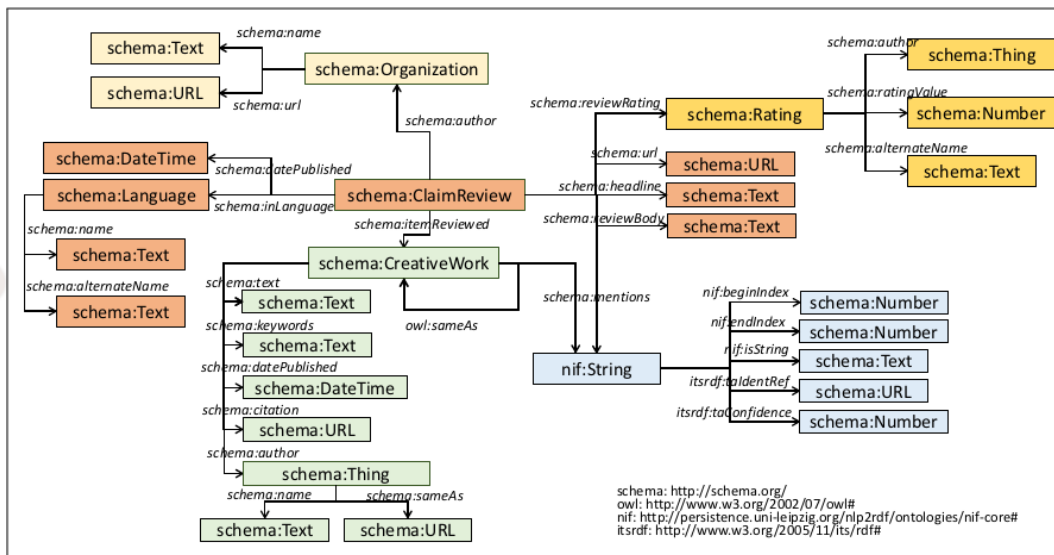 schema:name
schema:Text
schema:Organization
schema:URL
schema:url
schema:author
schema:DateTime
schema:datePublished
schema:Language
schema:inLanguage
schema:ClaimReview
schema:name
schema:Text
schema:alternateName
schema:Text
schema:itemReviewed
schema:CreativeWork
owl:sameAs
schema:text
schema:Text
schema:keywords
schema:Text
schema:datePublished
schema:DateTime
schema:citation
schema:URL
schema:author
schema:Thing
schema:name
schema:sameAs
schema:Text
schema:URL
schema:reviewRating
schema:Rating
schema:author
schema:Thing
schema:ratingValue
schema:Number
schema:alternateName
schema:Text
schema:url
schema:URL
schema:headline
schema:Text
schema:reviewBody
schema:Text
schema:mentions
nif:String
nif:beginIndex
schema:Number
nif:endIndex
schema:Number
nif:isString
schema:Text
itsrdf:taIdentRef
schema:URL
itsrdf:taConfidence
schema:Number
schema: http://schema.org/
owl: http://www.w3.org/2002/07/owl#
nif: http://persistence.uni-leipzig.org/nlp2rdf/ontologies/nif-core#
itsrdf: http://www.w3.org/2005/11/its/rdf#